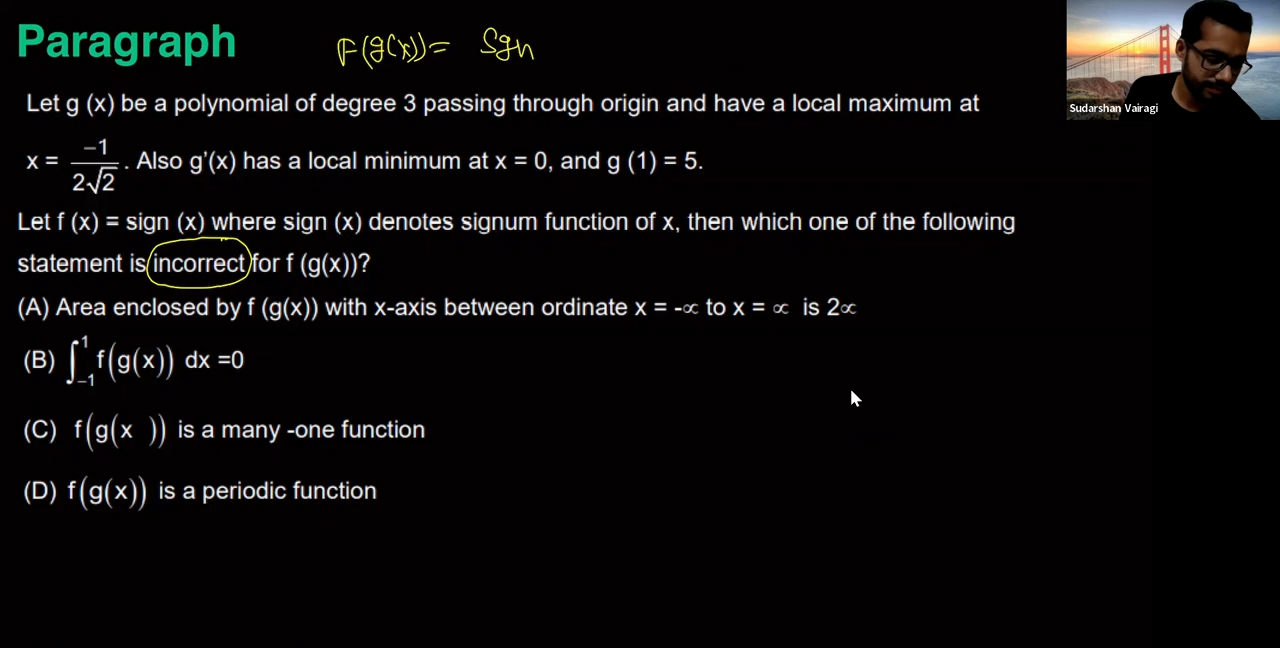 Paragraph
F(g(x)) = Sgn
Sudarshan Vairagi
Let g (x) be a polynomial of degree 3 passing through origin and have a local maximum at
x = -1/2√2 . Also g'(x) has a local minimum at x = 0, and g (1) = 5.
Let f (x) = sign (x) where sign (x) denotes signum function of x, then which one of the following
statement is incorrect for f (g(x))?
(A) Area enclosed by f (g(x)) with x-axis between ordinate x = -∝ to x = ∝ is 2∝
(B) ∫₋₁¹ f(g(x)) dx =0
(C) f(g(x )) is a many -one function
(D) f(g(x)) is a periodic function